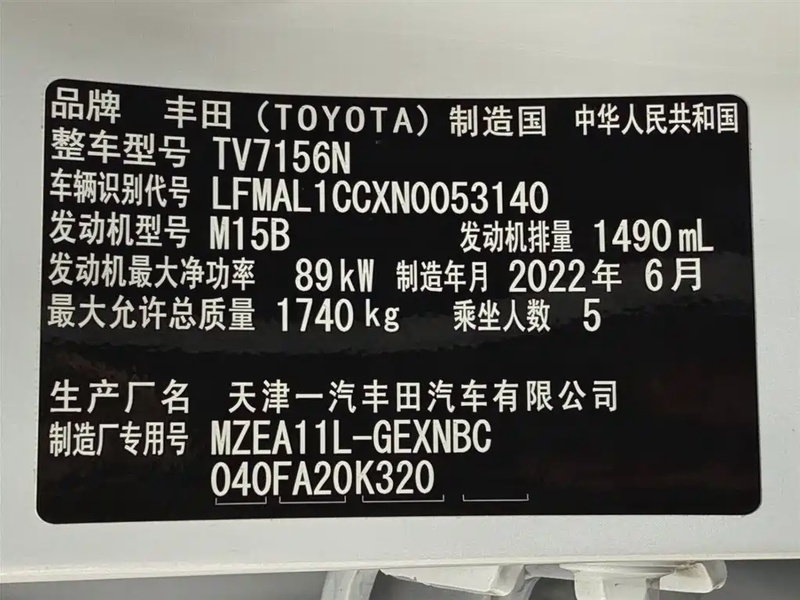 品牌 丰田（TOYOTA）制造国 中华人民共和国
整车型号 TV7156N
车辆识别代号 LFMAL1CCXN0053140
发动机型号 M15B 发动机排量 1490mL
发动机最大净功率 89kW 制造年月 2022年 6月
最大允许总质量 1740kg 乘坐人数 5
生产厂名 天津一汽丰田汽车有限公司
制造厂专用号 MZEA11L-GEXNBC
040FA20K320